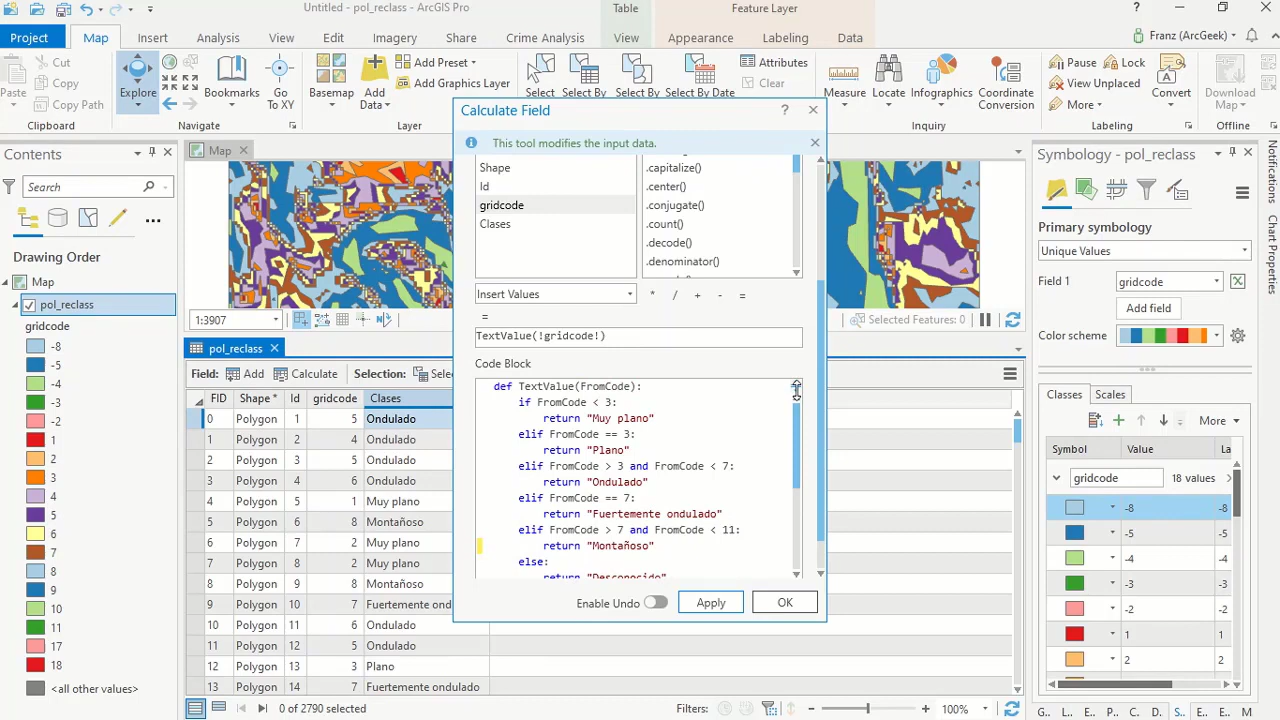 Untitled - pol_reclass - ArcGIS Pro
Table
Feature Layer
Project
Map
Insert
Analysis
View
Edit
Imagery
Share
Crime Analysis
View
Appearance
Labeling
Data
Franz (ArcGeek)
Paste
Cut
Copy
Copy Path
Clipboard
Explore
Bookmarks
Go To XY
Navigate
Basemap
Add Data
Add Preset
Add Graphics Layer
Layer
Select
Select By
Select By
Select By Date
Attributes
Clear
Measure
Locate
Infographics
Coordinate Conversion
Inquiry
Pause
Lock
View Unplaced
More
Labeling
Convert
Download Map
Offline
Contents
Search
Drawing Order
Map
pol_reclass
gridcode
-8
-5
-4
-3
-2
1
2
3
4
5
6
7
8
9
10
11
17
18
<all other values>
Map
1:3907
Selected Features: 0
pol_reclass
Field:
Add
Calculate
Selection:
FID Shape * Id gridcode Clases
0 Polygon 1 5 Ondulado
1 Polygon 2 4 Ondulado
2 Polygon 3 5 Ondulado
3 Polygon 4 6 Ondulado
4 Polygon 5 1 Muy plano
5 Polygon 6 8 Montañoso
6 Polygon 7 2 Muy plano
7 Polygon 8 2 Muy plano
8 Polygon 9 8 Montañoso
9 Polygon 10 7 Fuertemente ond
10 Polygon 11 6 Ondulado
11 Polygon 12 5 Ondulado
12 Polygon 13 3 Plano
13 Polygon 14 7 Fuertemente ondulado
0 of 2790 selected
Filters:
100%
Calculate Field
This tool modifies the input data.
Shape
Id
gridcode
Clases
.capitalize()
.center()
.conjugate()
.count()
.decode()
.denominator()
Insert Values
* / + - =
=
TextValue(!gridcode!)
Code Block
def TextValue(FromCode):
if FromCode < 3:
return "Muy plano"
elif FromCode == 3:
return "Plano"
elif FromCode > 3 and FromCode < 7:
return "Ondulado"
elif FromCode == 7:
return "Fuertemente ondulado"
elif FromCode > 7 and FromCode < 11:
return "Montañoso"
else:
return "Desconocido"
Enable Undo
Apply
OK
Symbology - pol_reclass
Primary symbology
Unique Values
Field 1
gridcode
Add field
Color scheme
Classes
Scales
More
Symbol
Value
La
gridcode
18 values
-8 -8
-5 -5
-4 -4
-3 -3
-2 -2
1 1
2 2
G..
L..
E..
P..
C..
D.
S..
E..
E..
M
Notifications
Chart Properties